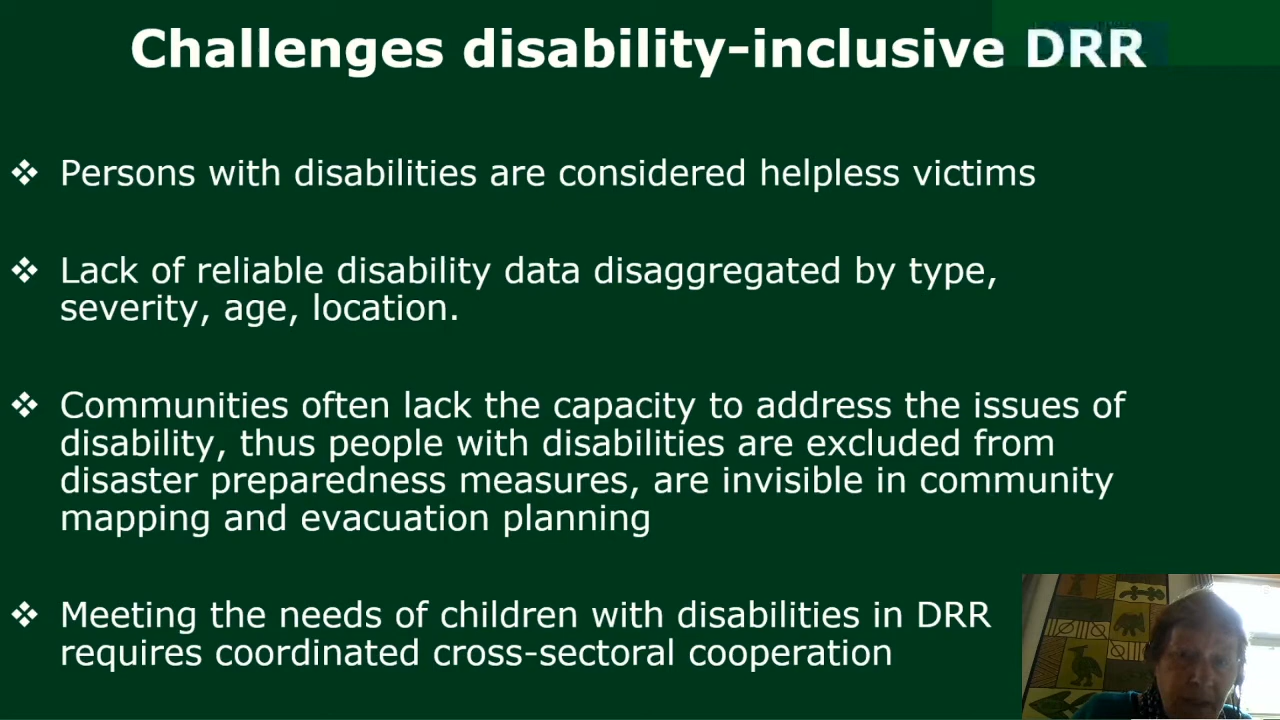 Challenges disability-inclusive DRR
❖ Persons with disabilities are considered helpless victims
❖ Lack of reliable disability data disaggregated by type,
severity, age, location.
❖ Communities often lack the capacity to address the issues of
disability, thus people with disabilities are excluded from
disaster preparedness measures, are invisible in community
mapping and evacuation planning
❖ Meeting the needs of children with disabilities in DRR
requires coordinated cross-sectoral cooperation